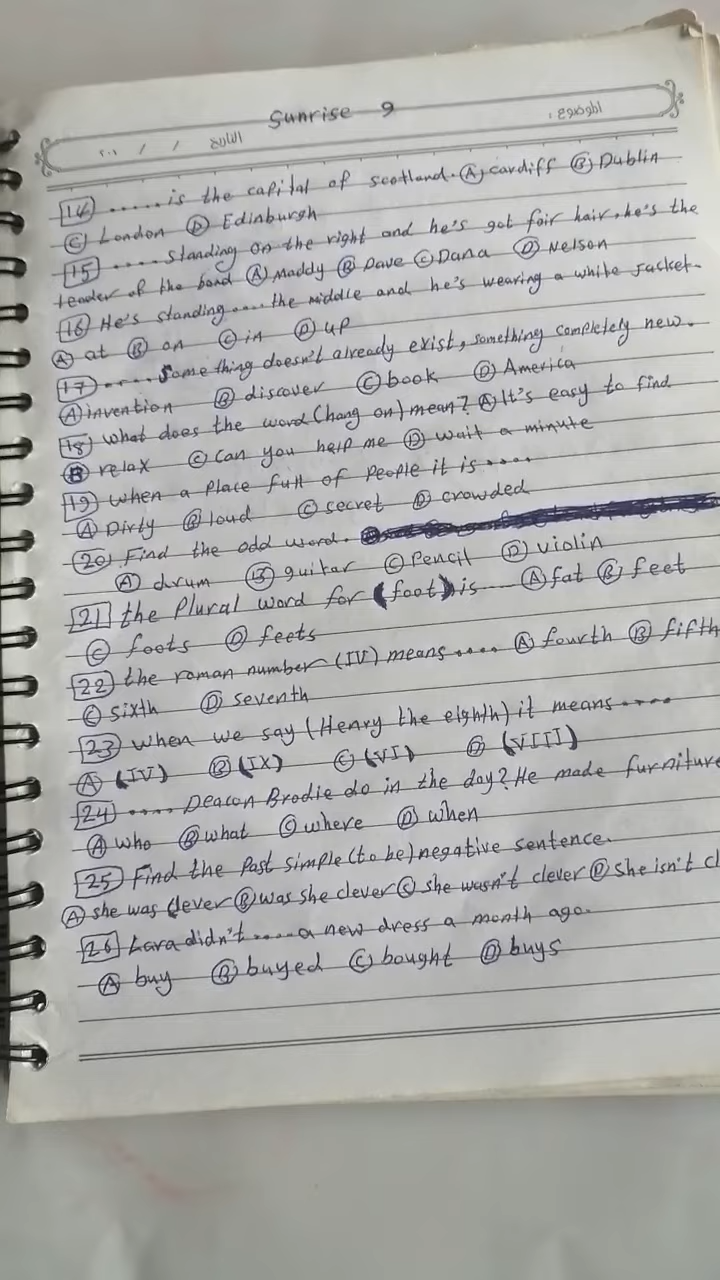 Sunrise 9
٢٠٠ / / التاريخ الموضوع :
14 ..... is the capital of scotland. A cardiff B Dublin
C London D Edinburgh
15 .... standing on the right and he's got fair hair, he's the
leader of the band A Maddy B Dave C Dana D Nelson
16 He's standing.... the middle and he's wearing a white jacket.
A at B on C in D up
17 ..... something doesn't already exist, something completely new.
A invention B discover C book D America
18 what does the word (hang on) mean? A It's easy to find
B relax C can you help me D wait a minute
19 when a place full of people it is ....
A Dirty B loud C secret D crowded
20 Find the odd word.
A drum B guitar C pencil D violin
21 the plural word for (foot) is ... A fat B feet
C foots D feets
22 the roman number (IV) means .... A fourth B fifth
C sixth D seventh
23 when we say (Henry the eighth) it means ....
A (IV) B (IX) C (VI) D (VIII)
24 ..... Deacon Brodie do in the day? He made furniture
A who B what C where D when
25 Find the past simple (to be) negative sentence.
A she was clever B was she clever C she wasn't clever D she isn't cl
26 Lara didn't .... a new dress a month ago.
A buy B buyed C bought D buys